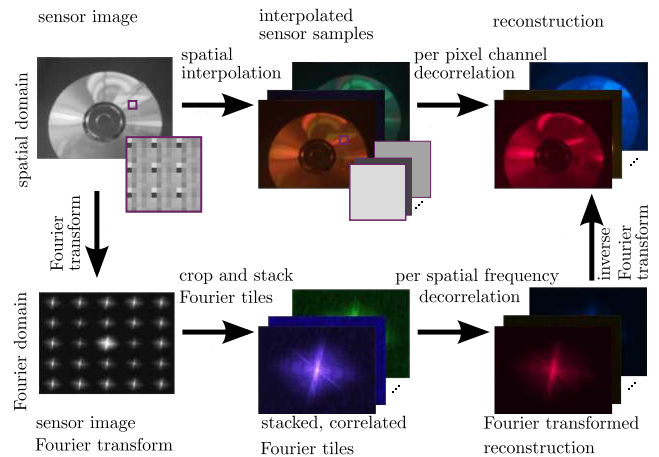 sensor image
interpolated
sensor samples
reconstruction
spatial
interpolation
per pixel channel
decorrelation
spatial domain
Fourier
transform
inverse
Fourier
transform
crop and stack
Fourier tiles
per spatial frequency
decorrelation
Fourier domain
sensor image
Fourier transform
stacked, correlated
Fourier tiles
Fourier transformed
reconstruction